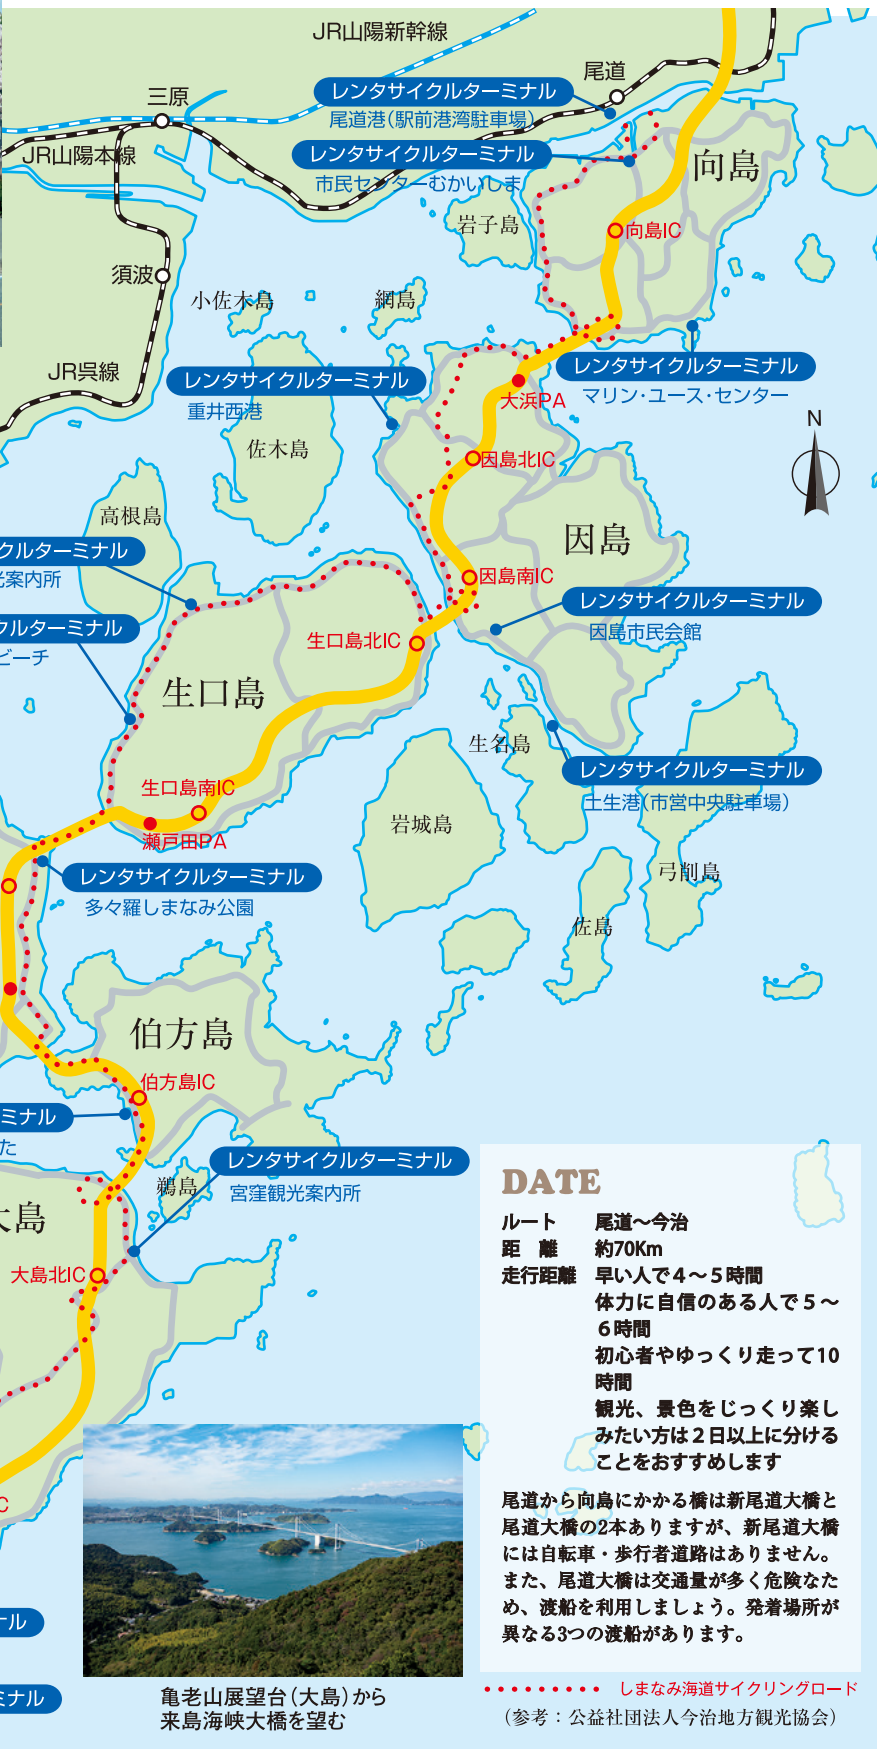 JR山陽新幹線
尾道
レンタサイクルターミナル
尾道港（駅前港湾駐車場）
三原
JR山陽本線
レンタサイクルターミナル
市民センターむかいしま
向島
岩子島
向島IC
須波
小佐木島
網島
JR呉線
レンタサイクルターミナル
重井西港
レンタサイクルターミナル
マリン・ユース・センター
大浜PA
N
佐木島
因島北IC
高根島
因島
クルターミナル
光案内所
因島南IC
レンタサイクルターミナル
因島市民会館
クルターミナル
ビーチ
生口島北IC
生口島
生名島
レンタサイクルターミナル
土生港（市営中央駐車場）
生口島南IC
瀬戸田PA
岩城島
弓削島
レンタサイクルターミナル
多々羅しまなみ公園
佐島
伯方島
伯方島IC
ミナル
た
レンタサイクルターミナル
宮窪観光案内所
鵜島
大島
大島北IC
C
DATE
ルート　尾道〜今治
距　離　約70Km
走行距離　早い人で４〜５時間
体力に自信のある人で５〜
６時間
初心者やゆっくり走って10
時間
観光、景色をじっくり楽し
みたい方は２日以上に分ける
ことをおすすめします
尾道から向島にかかる橋は新尾道大橋と
尾道大橋の2本ありますが、新尾道大橋
には自転車・歩行者道路はありません。
また、尾道大橋は交通量が多く危険なた
め、渡船を利用しましょう。発着場所が
異なる3つの渡船があります。
ナル
ミナル
亀老山展望台（大島）から
来島海峡大橋を望む
しまなみ海道サイクリングロード
（参考：公益社団法人今治地方観光協会）